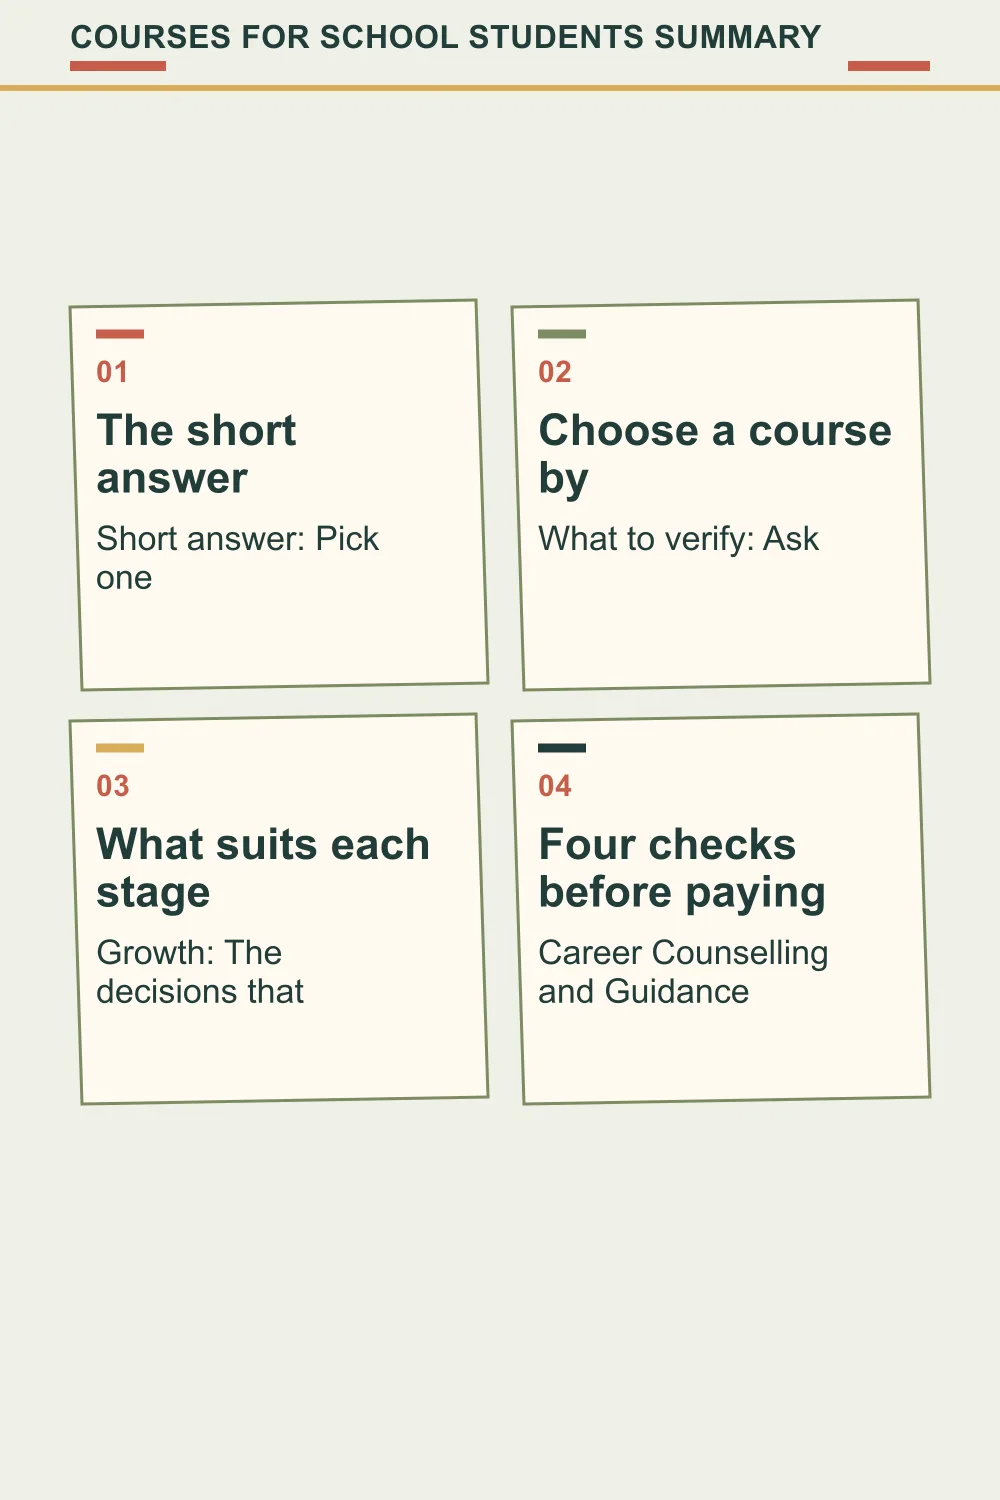 COURSES FOR SCHOOL STUDENTS SUMMARY
01
The short
answer
Short answer: Pick
one
02
Choose a course
by
What to verify: Ask
03
What suits each
stage
Growth: The
decisions that
04
Four checks
before paying
Career Counselling
and Guidance